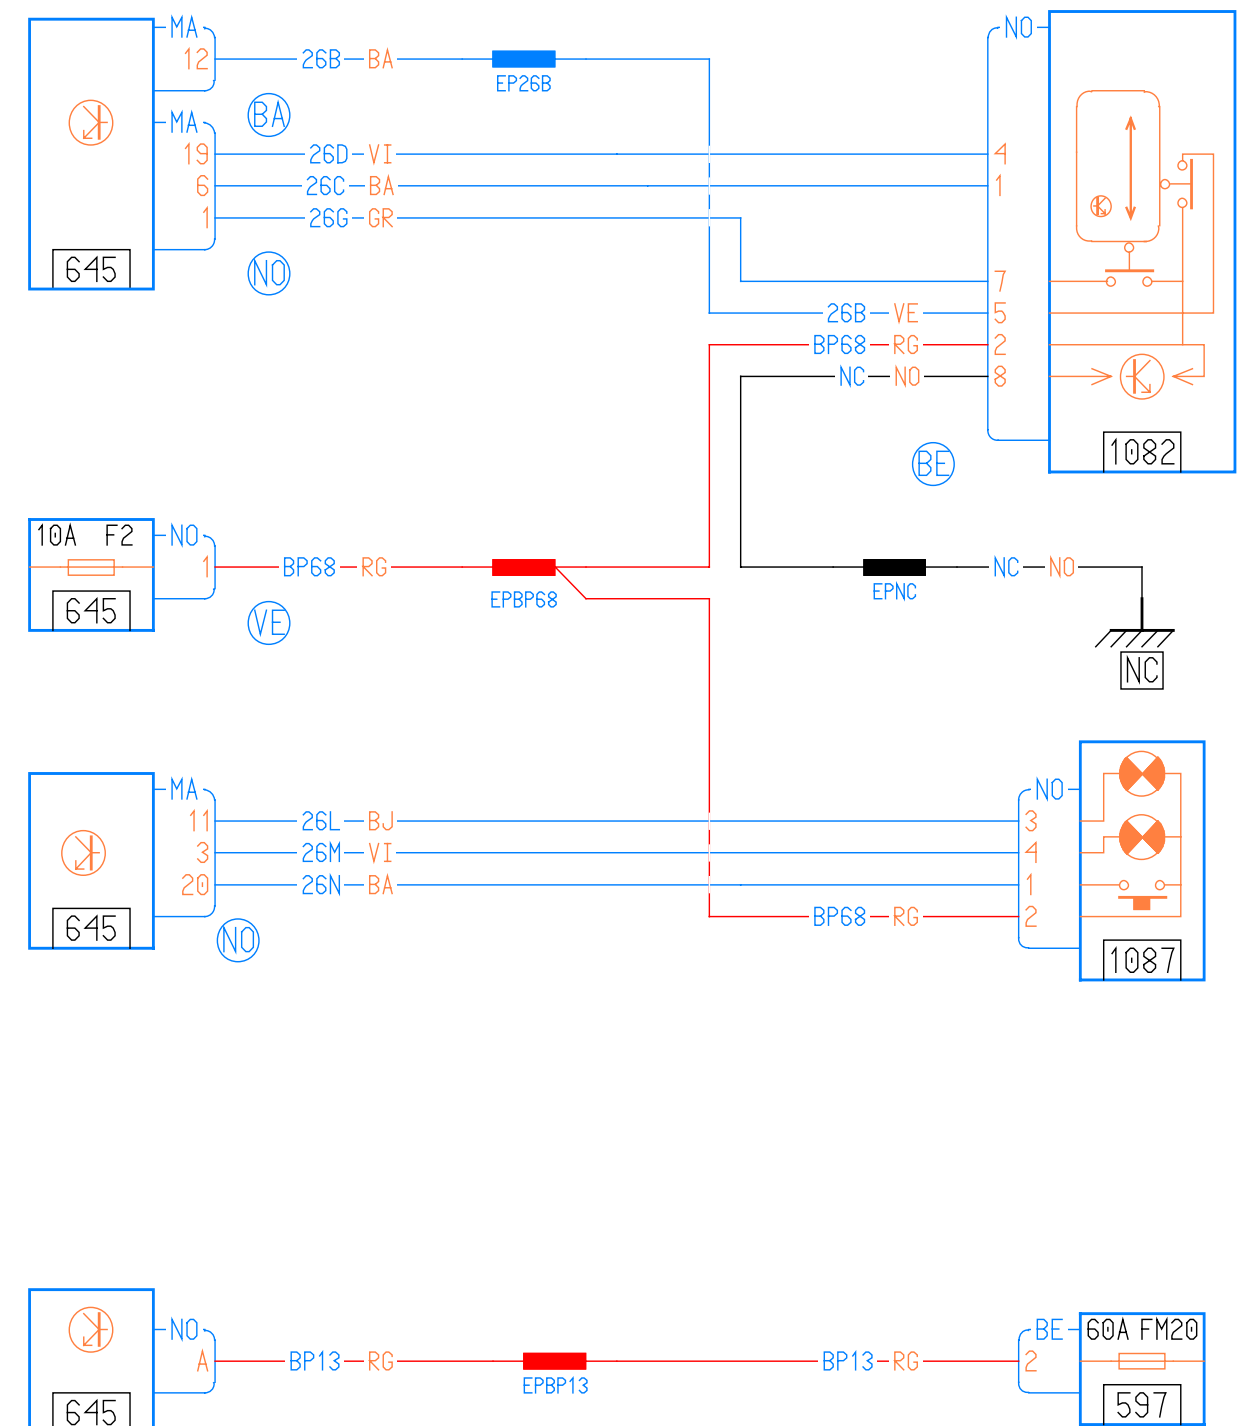 MA NO
12 26B BA
EP26B
BA
MA
19 26D VI 4
6 26C BA 1
1 26G GR
645 NO
7
26B VE 5
BP68 RG 2
NC NO 8
1082
BE
10A F2 NO
1 BP68 RG
EPBP68
NC NO
EPNC
645
VE
NC
MA NO
11 26L BJ 3
3 26M VI 4
20 26N BA 1
BP68 RG 2
645
NO
1087
NO BE 60A FM20
A BP13 RG BP13 RG 2
EPBP13
645 597